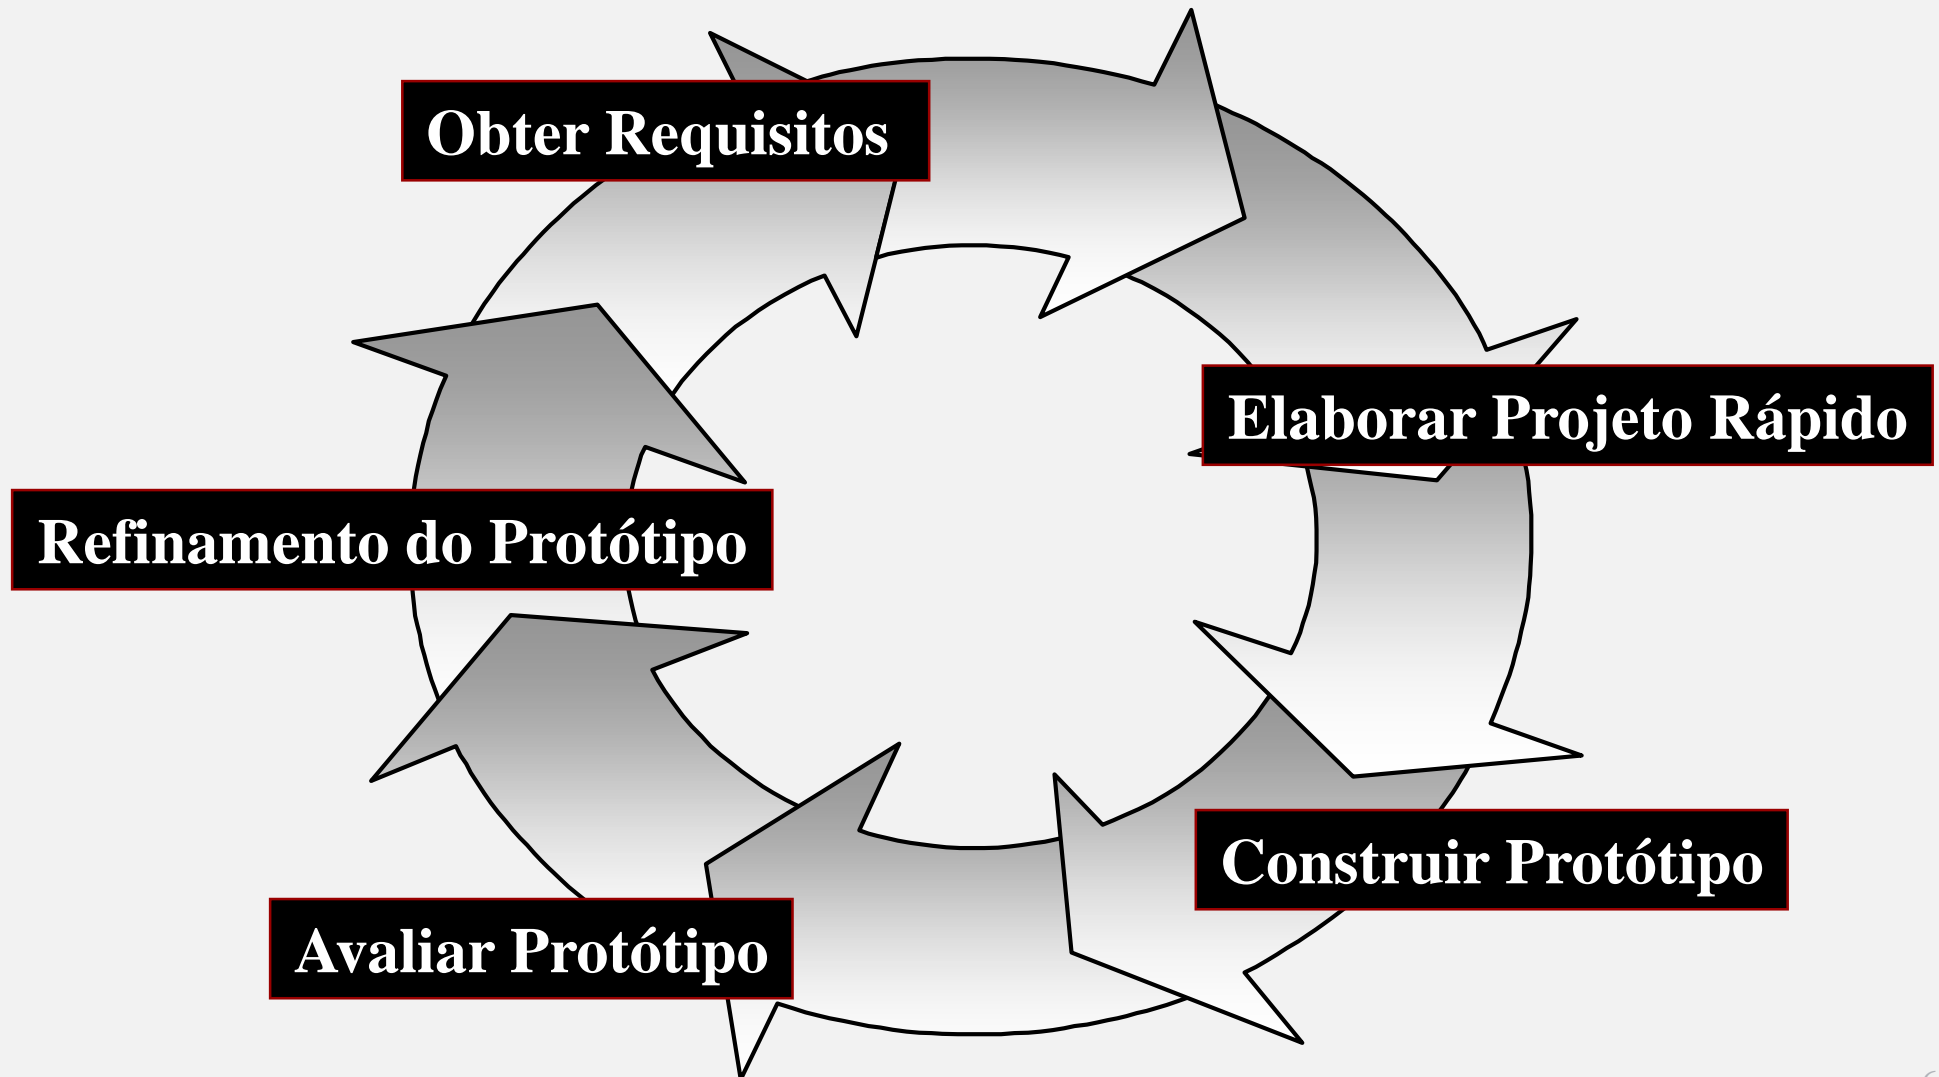 Obter Requisitos
Elaborar Projeto Rápido
Refinamento do Protótipo
Construir Protótipo
Avaliar Protótipo